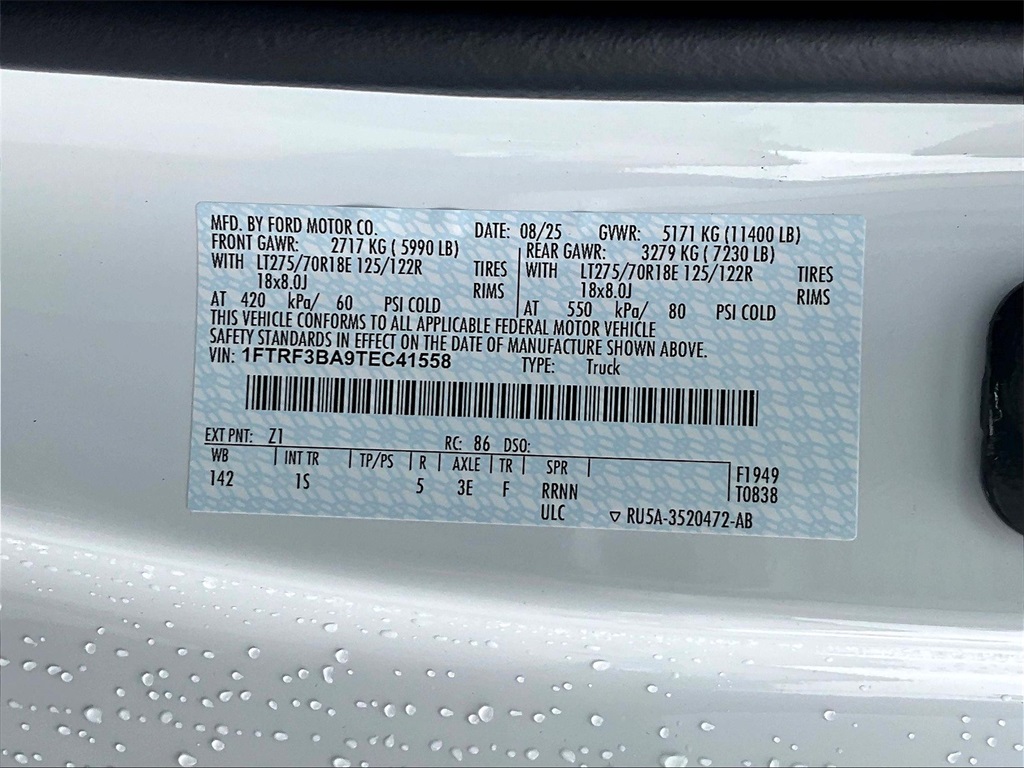 MFD. BY FORD MOTOR CO. DATE: 08/25 GVWR: 5171 KG (11400 LB)
FRONT GAWR: 2717 KG ( 5990 LB) REAR GAWR: 3279 KG ( 7230 LB)
WITH LT275/70R18E 125/122R TIRES WITH LT275/70R18E 125/122R TIRES
18x8.0J RIMS 18x8.0J RIMS
AT 420 kPa/ 60 PSI COLD AT 550 kPa/ 80 PSI COLD
THIS VEHICLE CONFORMS TO ALL APPLICABLE FEDERAL MOTOR VEHICLE
SAFETY STANDARDS IN EFFECT ON THE DATE OF MANUFACTURE SHOWN ABOVE.
VIN: 1FTRF3BA9TEC41558 TYPE: Truck
EXT PNT: Z1 RC: 86 DSO:
WB INT TR TP/PS R AXLE TR SPR F1949
142 1S 5 3E F RRNN T0838
ULC ▽ RU5A-3520472-AB